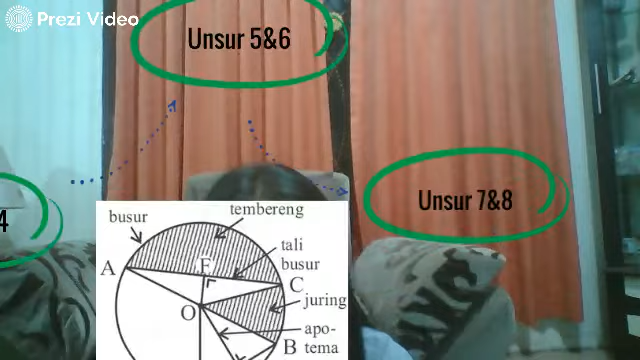 Prezi Video
Unsur 5&6
4
Unsur 7&8
busur
tembereng
tali
busur
A
F
C
juring
O
apo-
tema
B